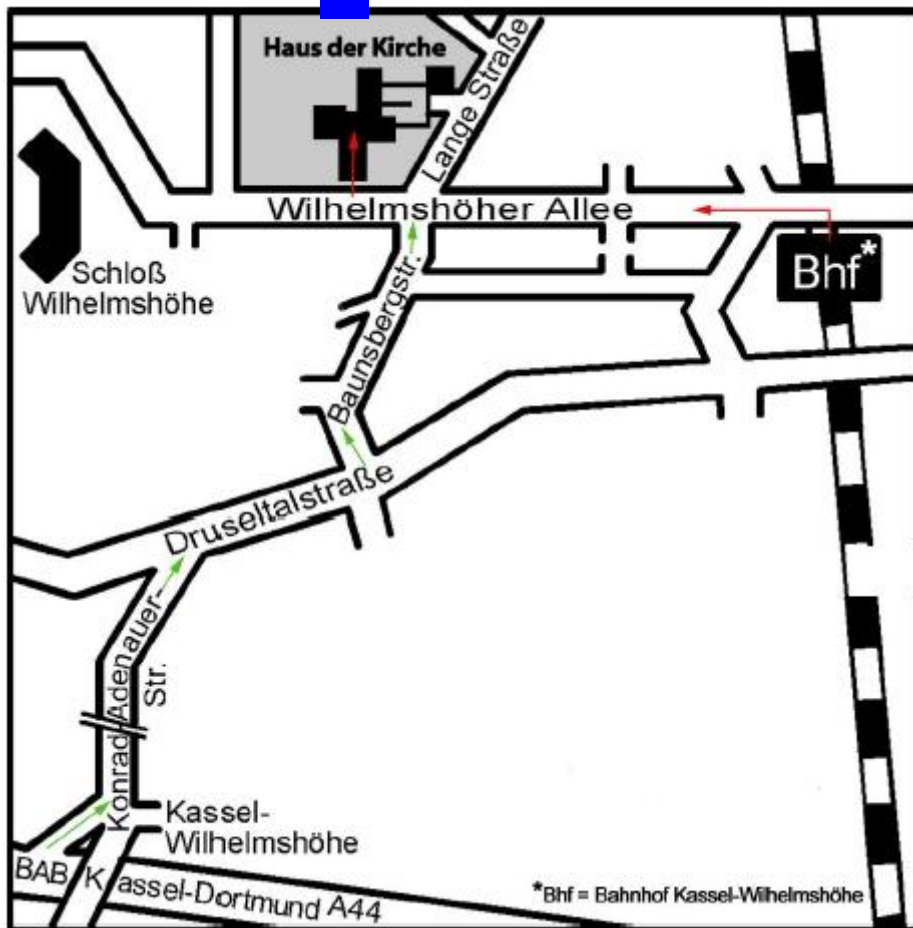 Haus der Kirche
Lange Straße
Wilhelmshöher Allee
Schloß
Wilhelmshöhe
Bhf*
Baunsbergstr.
Druseltalstraße
Konrad-Adenauer-
Str.
Kassel-
Wilhelmshöhe
BAB Kassel-Dortmund A44
*Bhf = Bahnhof Kassel-Wilhelmshöhe